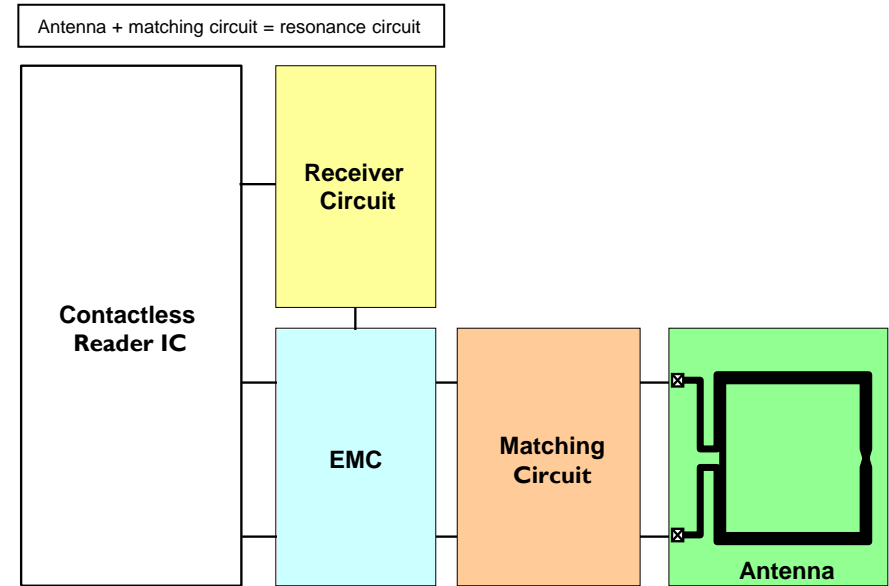 Antenna + matching circuit = resonance circuit
Receiver
Circuit
Contactless
Reader IC
EMC
Matching
Circuit
Antenna